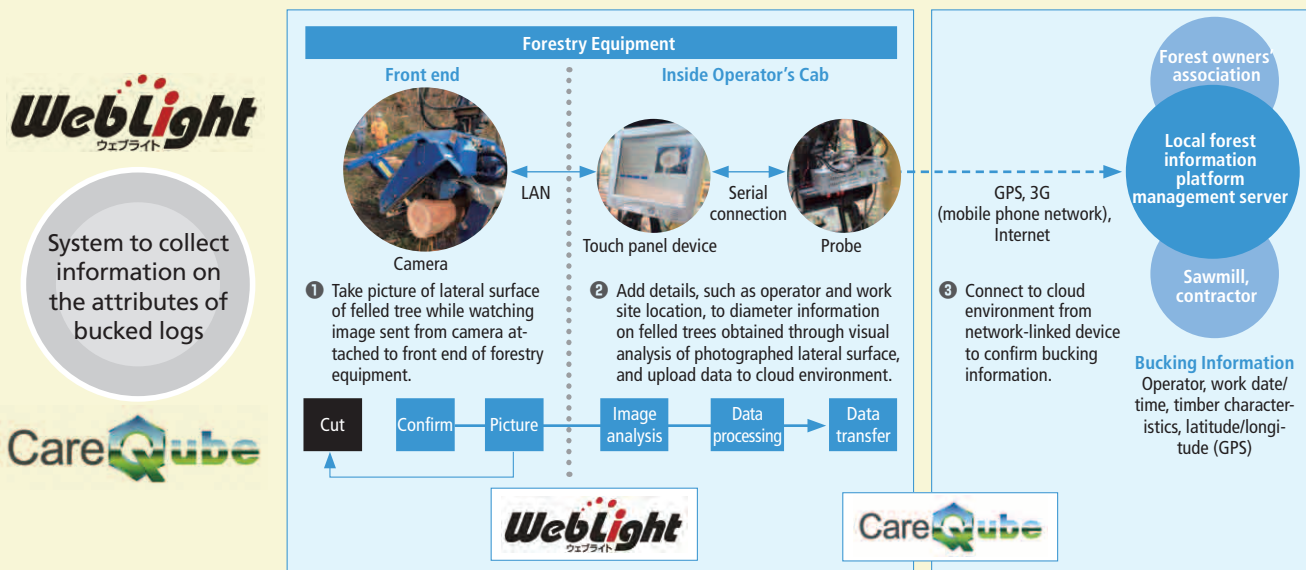 WebLight
ウェブライト
System to collect
information on
the attributes of
bucked logs
CareQube
Forestry Equipment
Front end
Inside Operator's Cab
LAN
Serial
connection
Camera
Touch panel device
Probe
❶ Take picture of lateral surface
of felled tree while watching
image sent from camera at-
tached to front end of forestry
equipment.
❷ Add details, such as operator and work
site location, to diameter information
on felled trees obtained through visual
analysis of photographed lateral surface,
and upload data to cloud environment.
Cut
Confirm
Picture
Image
analysis
Data
processing
Data
transfer
WebLight
ウェブライト
CareQube
GPS, 3G
(mobile phone network),
Internet
❸ Connect to cloud
environment from
network-linked device
to confirm bucking
information.
Forest owners'
association
Local forest
information
platform
management server
Sawmill,
contractor
Bucking Information
Operator, work date/
time, timber character-
istics, latitude/longi-
tude (GPS)